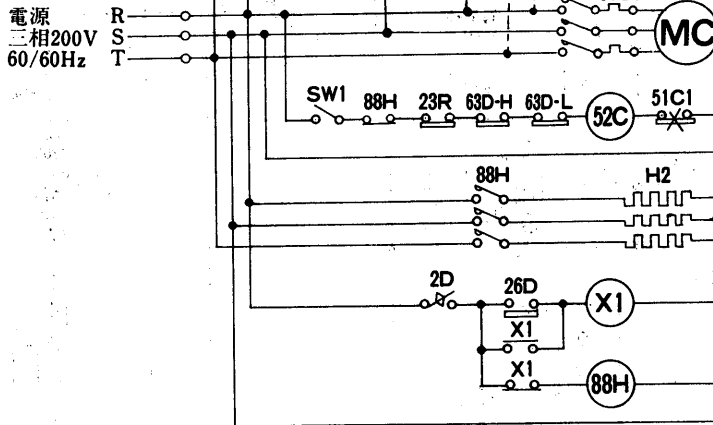 電源 R
三相200V S
60/60Hz T
MC
SW1 88H 23R 63D-H 63D-L 52C 51C1
88H H2
2D 26D X1
X1
X1 88H